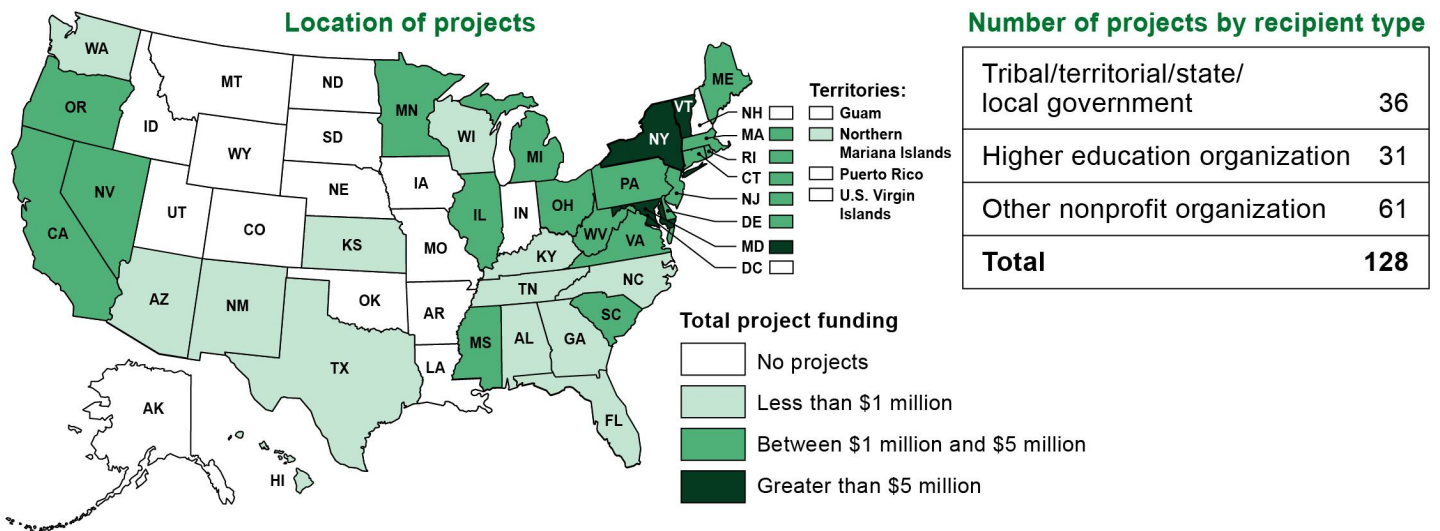 Location of projects
WA
MT
ND
MN
ME
OR
ID
SD
WI
VT
NY
WY
MI
NV
NE
IA
PA
CA
UT
CO
IL
IN
OH
WV
VA
KS
MO
KY
AZ
NM
OK
TN
NC
AR
SC
TX
MS
AL
GA
LA
FL
AK
HI
NH
MA
RI
CT
NJ
DE
MD
DC
Territories:
Guam
Northern
Mariana Islands
Puerto Rico
U.S. Virgin
Islands
Total project funding
No projects
Less than $1 million
Between $1 million and $5 million
Greater than $5 million
Number of projects by recipient type
Tribal/territorial/state/
local government 36
Higher education organization 31
Other nonprofit organization 61
Total 128